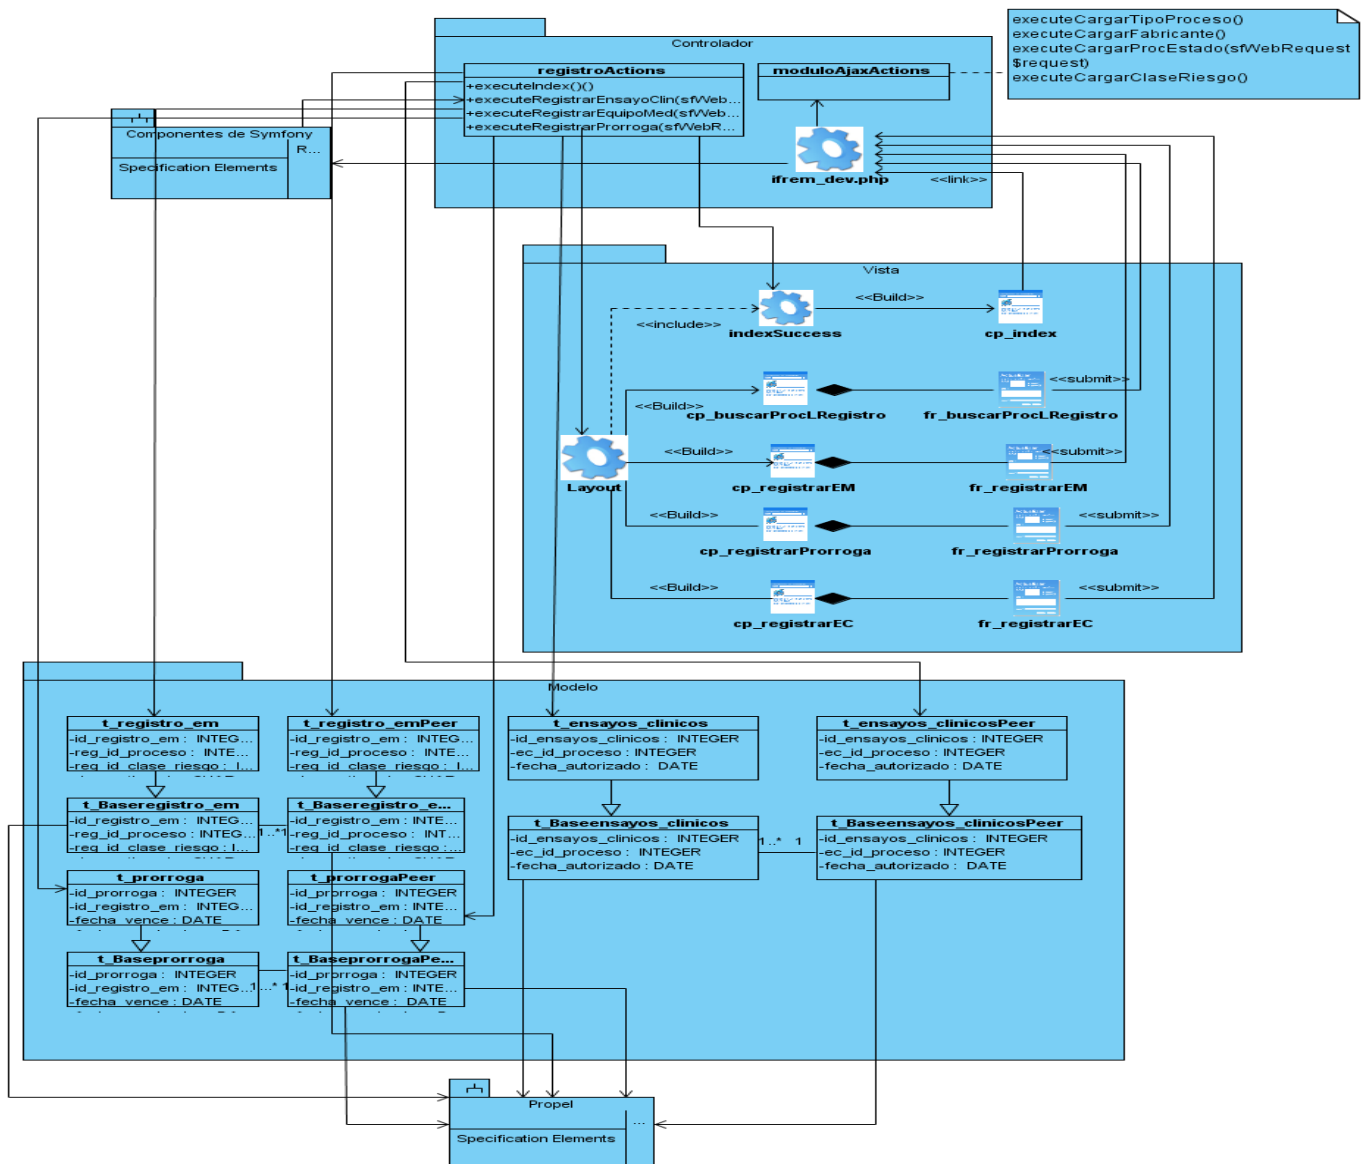 executeCargarTipoProceso()
executeCargarFabricante()
executeCargarProcEstado(sfWebRequest
$request)
executeCargarClaseRiesgo()
Controlador
registroActions
+executeIndex()()
+executeRegistrarEnsayoClin(sfWeb...
+executeRegistrarEquipoMed(sfWeb...
+executeRegistrarProrroga(sfWebR...
moduloAjaxActions
ifrem_dev.php
<<link>>
Componentes de Symfony
R...
Specification Elements
Vista
<<include>>
indexSuccess
<<Build>>
cp_index
<<Build>>
cp_buscarProcLRegistro
fr_buscarProcLRegistro
<<submit>>
Layout
<<Build>>
cp_registrarEM
fr_registrarEM
<<submit>>
<<Build>>
cp_registrarProrroga
fr_registrarProrroga
<<submit>>
<<Build>>
cp_registrarEC
fr_registrarEC
<<submit>>
Modelo
t_registro_em
-id_registro_em : INTEG...
-reg_id_proceso : INTE...
-reg_id_clase_riesgo : I...
t_registro_emPeer
-id_registro_em : INTEG...
-reg_id_proceso : INTE...
-reg_id_clase_riesgo : I...
t_ensayos_clinicos
-id_ensayos_clinicos : INTEGER
-ec_id_proceso : INTEGER
-fecha_autorizado : DATE
t_ensayos_clinicosPeer
-id_ensayos_clinicos : INTEGER
-ec_id_proceso : INTEGER
-fecha_autorizado : DATE
t_Baseregistro_em
-id_registro_em : INTEG...
-reg_id_proceso : INTEG...
-reg_id_clase_riesgo : I...
1..*1
t_Baseregistro_e...
-id_registro_em : INTE...
-reg_id_proceso : INT...
-reg_id_clase_riesgo :...
t_Baseensayos_clinicos
-id_ensayos_clinicos : INTEGER
-ec_id_proceso : INTEGER
-fecha_autorizado : DATE
1..* 1
t_Baseensayos_clinicosPeer
-id_ensayos_clinicos : INTEGER
-ec_id_proceso : INTEGER
-fecha_autorizado : DATE
t_prorroga
-id_prorroga : INTEGER
-id_registro_em : INTEG...
-fecha_vence : DATE
t_prorrogaPeer
-id_prorroga : INTEGER
-id_registro_em : INTE...
-fecha_vence : DATE
t_Baseprorroga
-id_prorroga : INTEGER
-id_registro_em : INTEG...
-fecha_vence : DATE
1...* 1
t_BaseprorrogaPe...
-id_prorroga : INTEGER
-id_registro_em : INTE...
-fecha_vence : DATE
Propel
...
Specification Elements